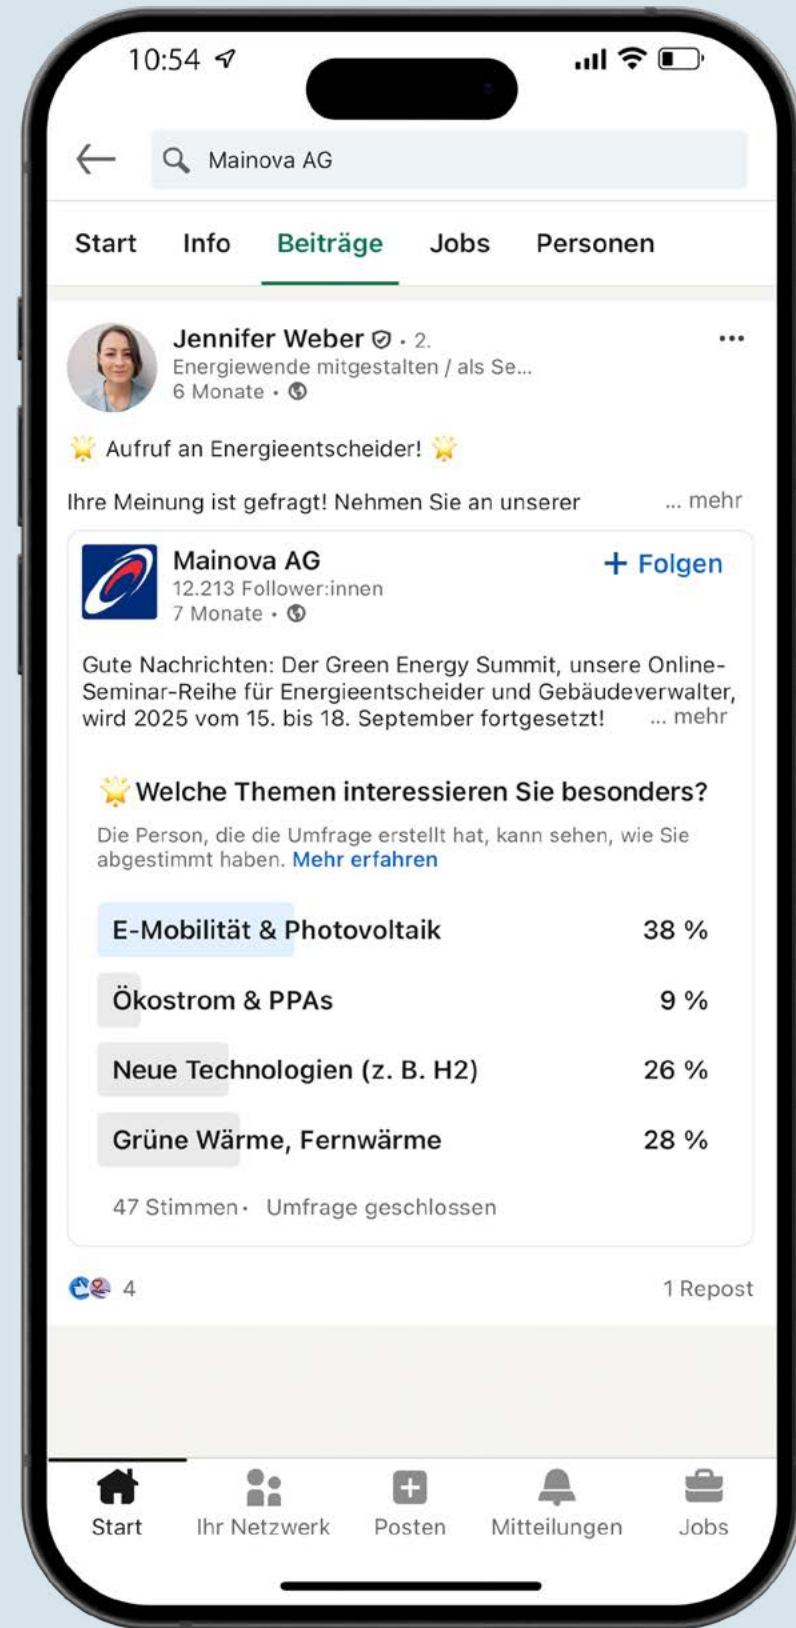 10:54
Mainova AG
Start Info Beiträge Jobs Personen
Jennifer Weber · 2.
Energiewende mitgestalten / als Se...
6 Monate ·
🌟 Aufruf an Energieentscheider! 🌟
Ihre Meinung ist gefragt! Nehmen Sie an unserer ... mehr
Mainova AG + Folgen
12.213 Follower:innen
7 Monate ·
Gute Nachrichten: Der Green Energy Summit, unsere Online-
Seminar-Reihe für Energieentscheider und Gebäudeverwalter,
wird 2025 vom 15. bis 18. September fortgesetzt! ... mehr
🌟Welche Themen interessieren Sie besonders?
Die Person, die die Umfrage erstellt hat, kann sehen, wie Sie
abgestimmt haben. Mehr erfahren
E-Mobilität & Photovoltaik 38 %
Ökostrom & PPAs 9 %
Neue Technologien (z. B. H2) 26 %
Grüne Wärme, Fernwärme 28 %
47 Stimmen · Umfrage geschlossen
4 1 Repost
Start Ihr Netzwerk Posten Mitteilungen Jobs